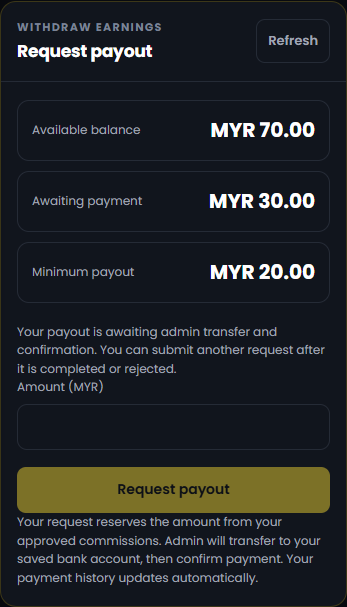 WITHDRAW EARNINGS
Request payout
Refresh
Available balance
MYR 70.00
Awaiting payment
MYR 30.00
Minimum payout
MYR 20.00
Your payout is awaiting admin transfer and
confirmation. You can submit another request after
it is completed or rejected.
Amount (MYR)
Request payout
Your request reserves the amount from your
approved commissions. Admin will transfer to your
saved bank account, then confirm payment. Your
payment history updates automatically.